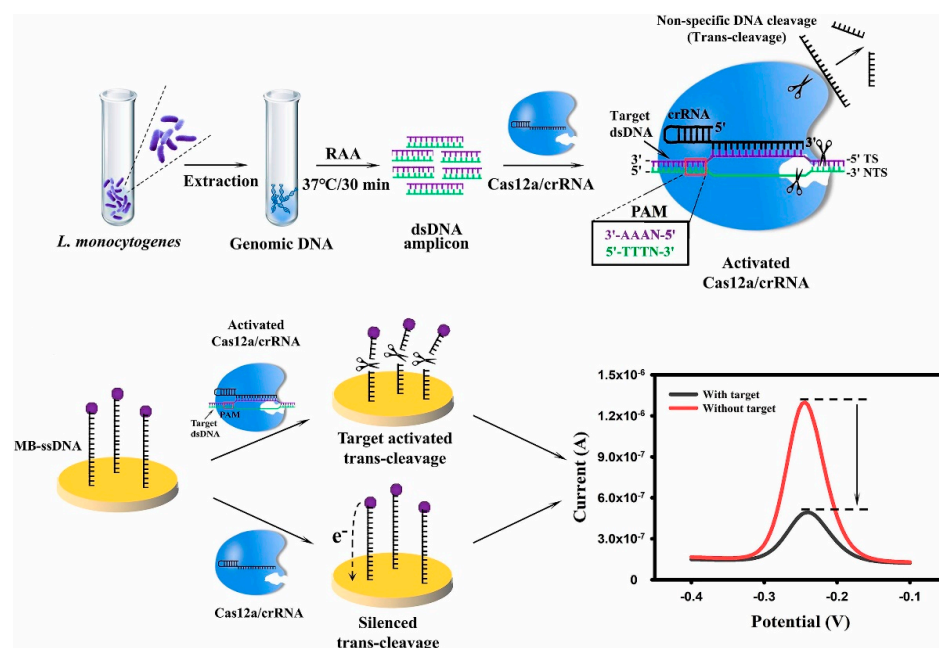 Non-specific DNA cleavage
(Trans-cleavage)
Target
dsDNA
crRNA
5'
3'
3' -
5' -
-5' TS
-3' NTS
RAA
37℃/30 min
Extraction
Cas12a/crRNA
L. monocytogenes
Genomic DNA
dsDNA
amplicon
PAM
3'-AAAN-5'
5'-TTTN-3'
Activated
Cas12a/crRNA
Activated
Cas12a/crRNA
PAM
Target
dsDNA
MB-ssDNA
Target activated
trans-cleavage
e-
Cas12a/crRNA
Silenced
trans-cleavage
1.5x10-6
1.2x10-6
9.0x10-7
6.0x10-7
3.0x10-7
0
Current (A)
With target
Without target
-0.4
-0.3
-0.2
-0.1
Potential (V)